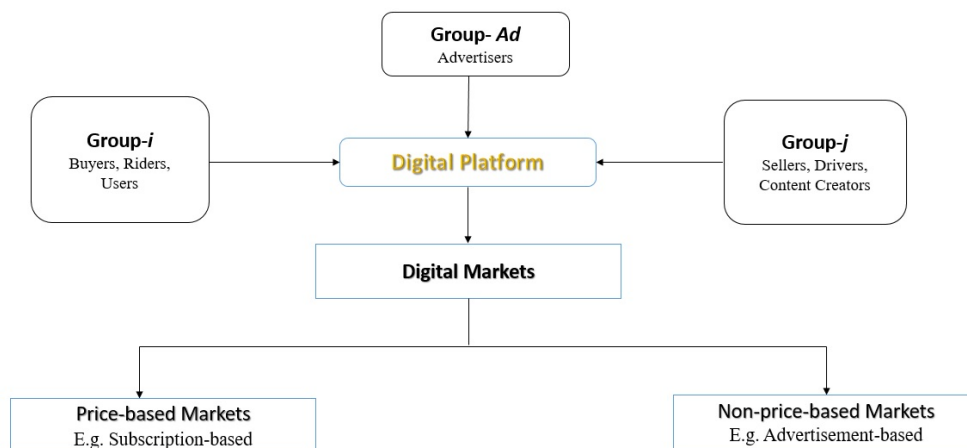 Group- Ad
Advertisers
Group-i
Buyers, Riders,
Users
Digital Platform
Group-j
Sellers, Drivers,
Content Creators
Digital Markets
Price-based Markets
E.g. Subscription-based
Non-price-based Markets
E.g. Advertisement-based